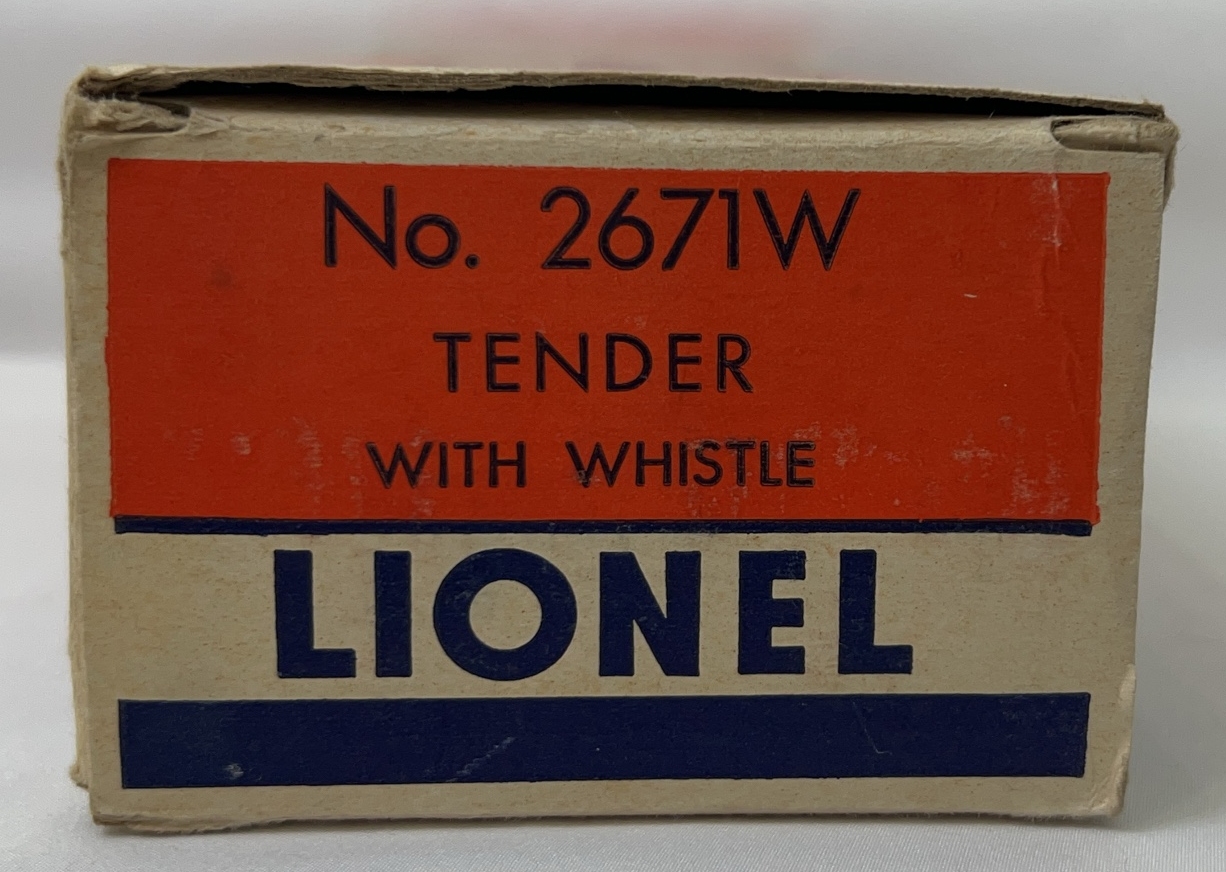 No. 2671W
TENDER
WITH WHISTLE
LIONEL